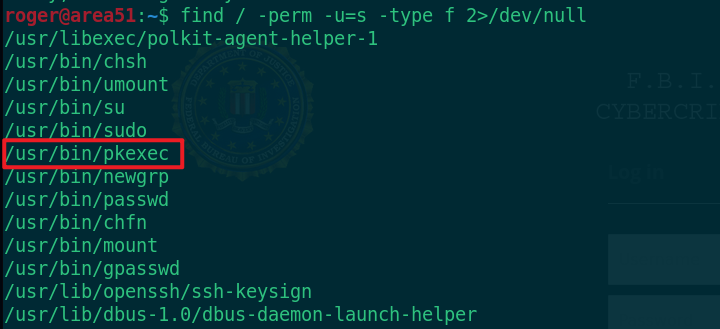 roger@area51:~$ find / -perm -u=s -type f 2>/dev/null
/usr/libexec/polkit-agent-helper-1
/usr/bin/chsh
/usr/bin/umount
/usr/bin/su
/usr/bin/sudo
/usr/bin/pkexec
/usr/bin/newgrp
/usr/bin/passwd
/usr/bin/chfn
/usr/bin/mount
/usr/bin/gpasswd
/usr/lib/openssh/ssh-keysign
/usr/lib/dbus-1.0/dbus-daemon-launch-helper
F.B.I.
CYBERCRI
Log in